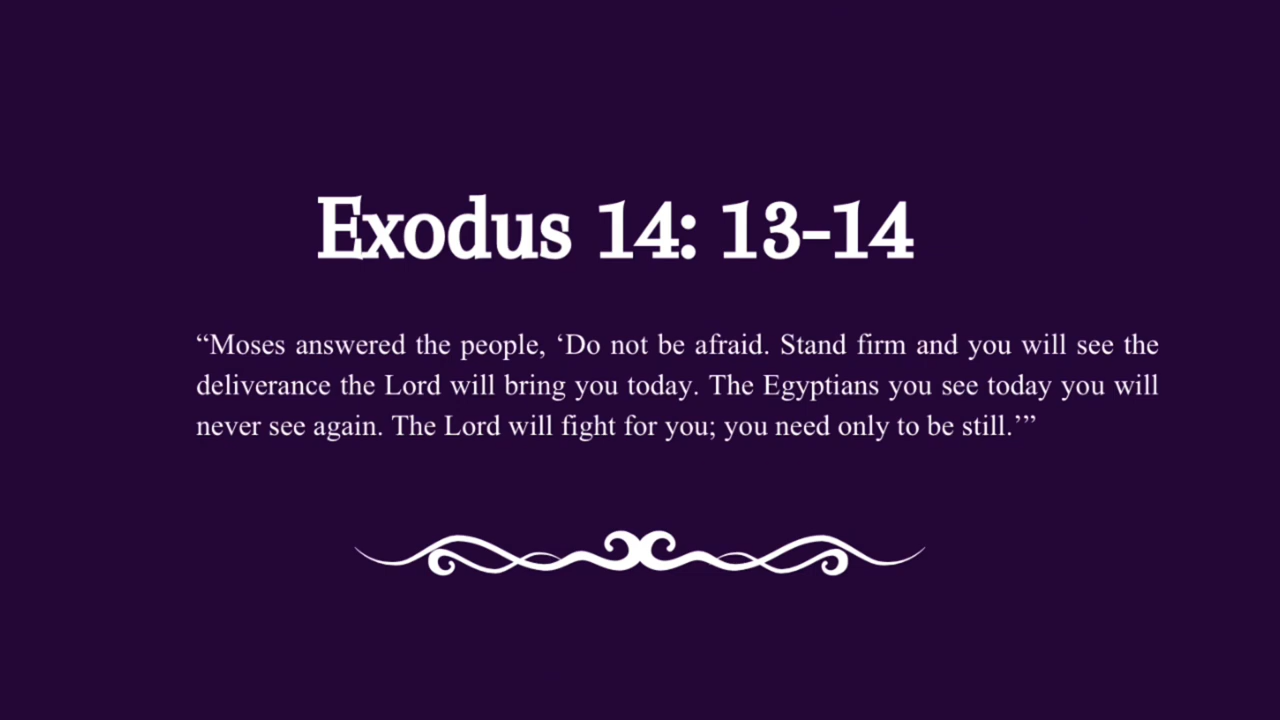 Exodus 14: 13-14
“Moses answered the people, ‘Do not be afraid. Stand firm and you will see the
deliverance the Lord will bring you today. The Egyptians you see today you will
never see again. The Lord will fight for you; you need only to be still.’”